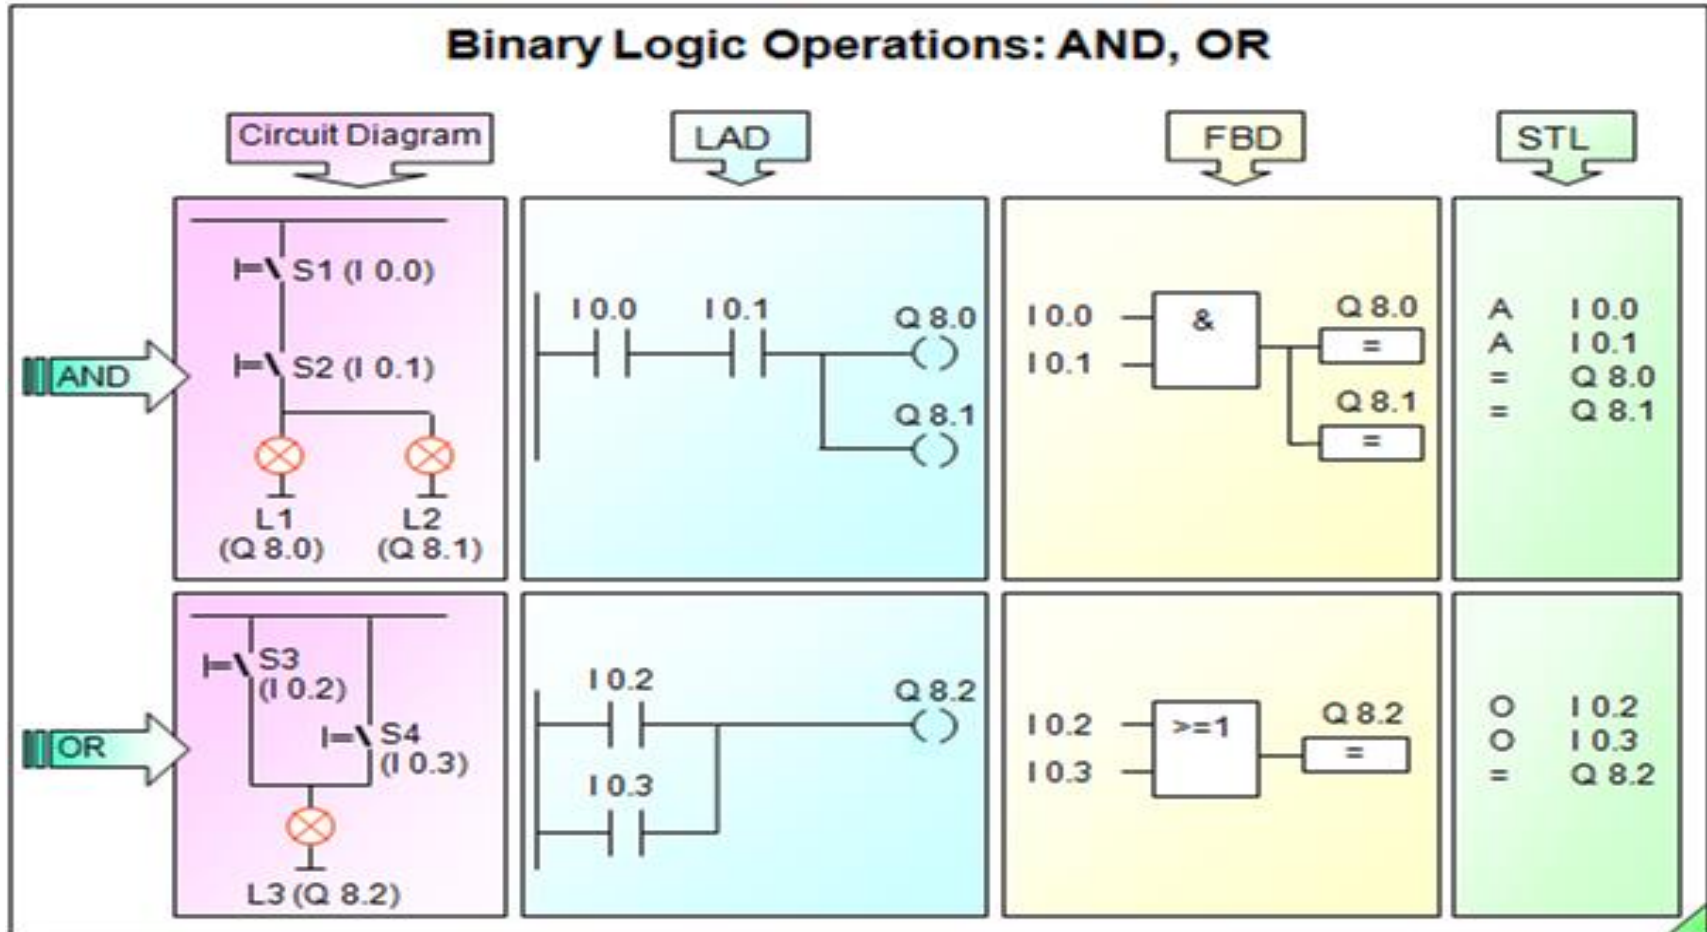 Binary Logic Operations: AND, OR
Circuit Diagram
LAD
FBD
STL
AND
S1 (I 0.0)
S2 (I 0.1)
L1
(Q 8.0)
L2
(Q 8.1)
I 0.0
I 0.1
Q 8.0
Q 8.1
I 0.0
I 0.1
&
Q 8.0
=
Q 8.1
=
A I 0.0
A I 0.1
= Q 8.0
= Q 8.1
OR
S3
(I 0.2)
S4
(I 0.3)
L3 (Q 8.2)
I 0.2
I 0.3
Q 8.2
I 0.2
I 0.3
>=1
Q 8.2
=
O I 0.2
O I 0.3
= Q 8.2